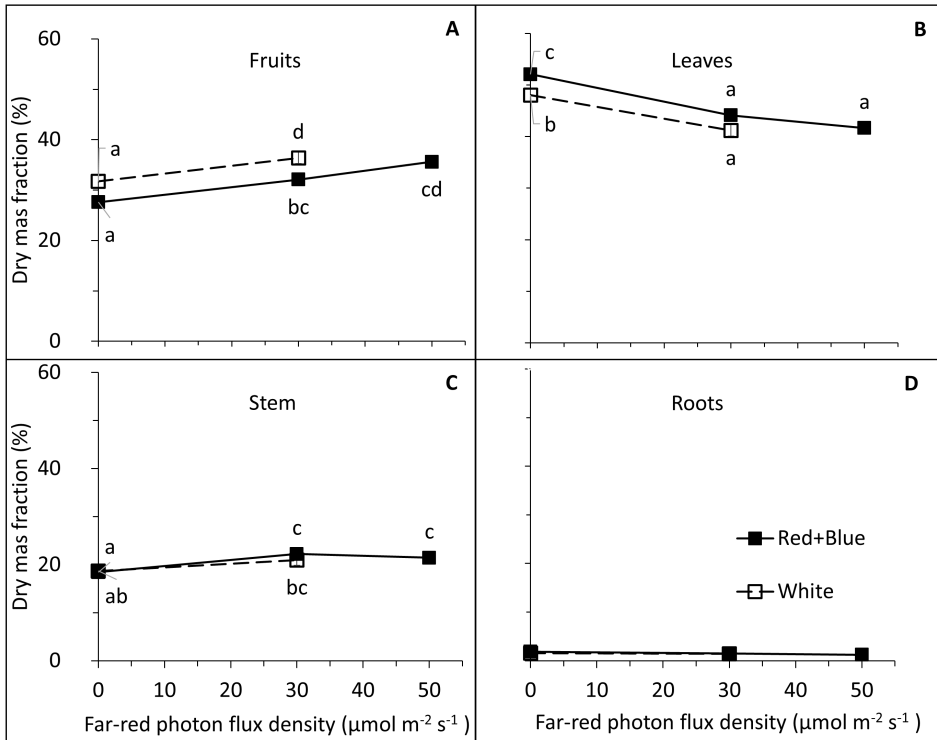 A
Fruits
60
40
20
0
Dry mas fraction (%)
a
a
d
bc
cd
B
Leaves
c
b
a
a
a
C
Stem
60
40
20
0
Dry mas fraction (%)
a
ab
c
bc
c
0 10 20 30 40 50
Far-red photon flux density (μmol m⁻² s⁻¹)
D
Roots
Red+Blue
White
0 10 20 30 40 50
Far-red photon flux density (μmol m⁻² s⁻¹)